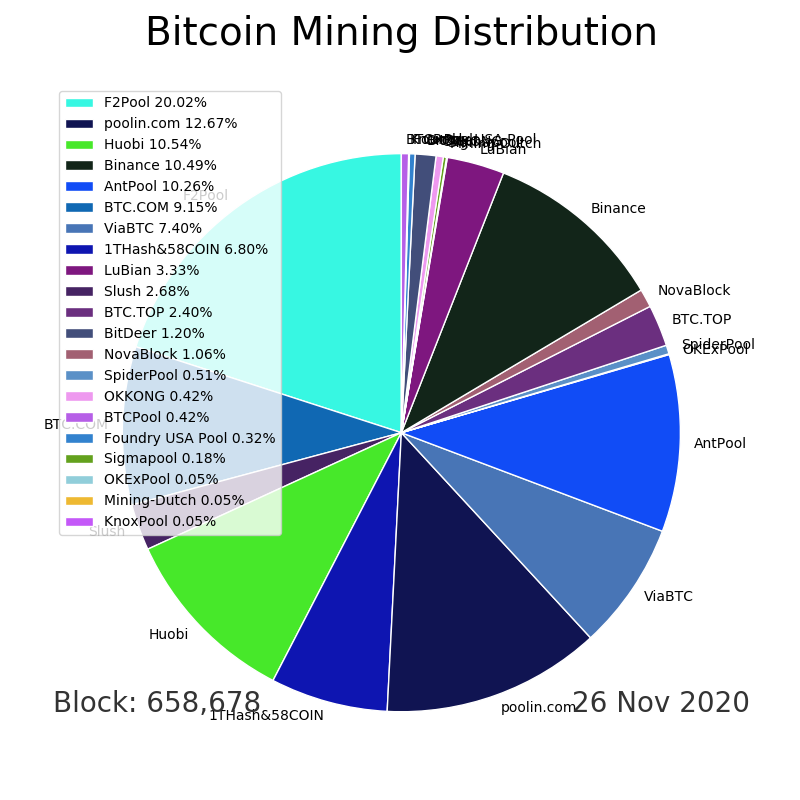 Bitcoin Mining Distribution
F2Pool 20.02%
poolin.com 12.67%
Huobi 10.54%
Binance 10.49%
AntPool 10.26%
BTC.COM 9.15%
ViaBTC 7.40%
1THash&58COIN 6.80%
LuBian 3.33%
Slush 2.68%
BTC.TOP 2.40%
BitDeer 1.20%
NovaBlock 1.06%
SpiderPool 0.51%
OKKONG 0.42%
BTCPool 0.42%
Foundry USA Pool 0.32%
Sigmapool 0.18%
OKExPool 0.05%
Mining-Dutch 0.05%
KnoxPool 0.05%
F2Pool
BTC.COM
Slush
Huobi
1THash&58COIN
poolin.com
ViaBTC
AntPool
OKExPool
SpiderPool
BTC.TOP
NovaBlock
Binance
LuBian
Block: 658,678
26 Nov 2020